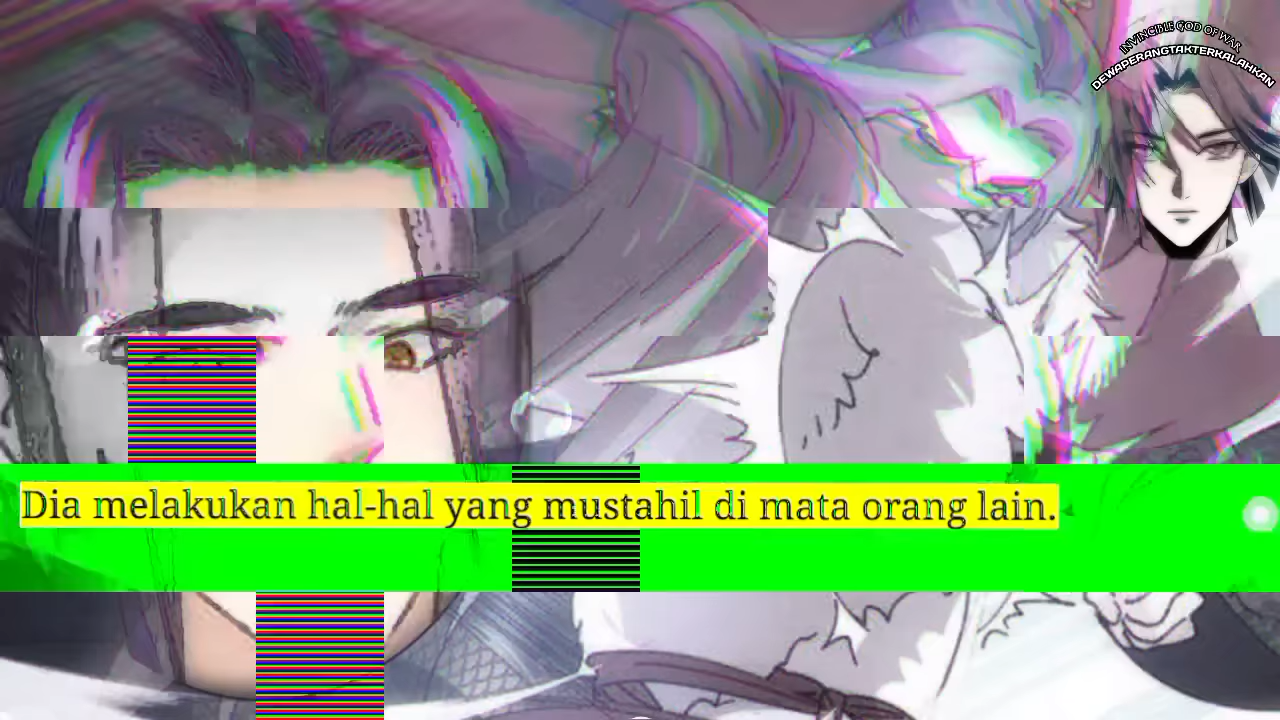 INVINCIBLE GOD OF WAR
DEWAPERANGTAKTERKALAHKAN
Dia melakukan hal-hal yang mustahil di mata orang lain.